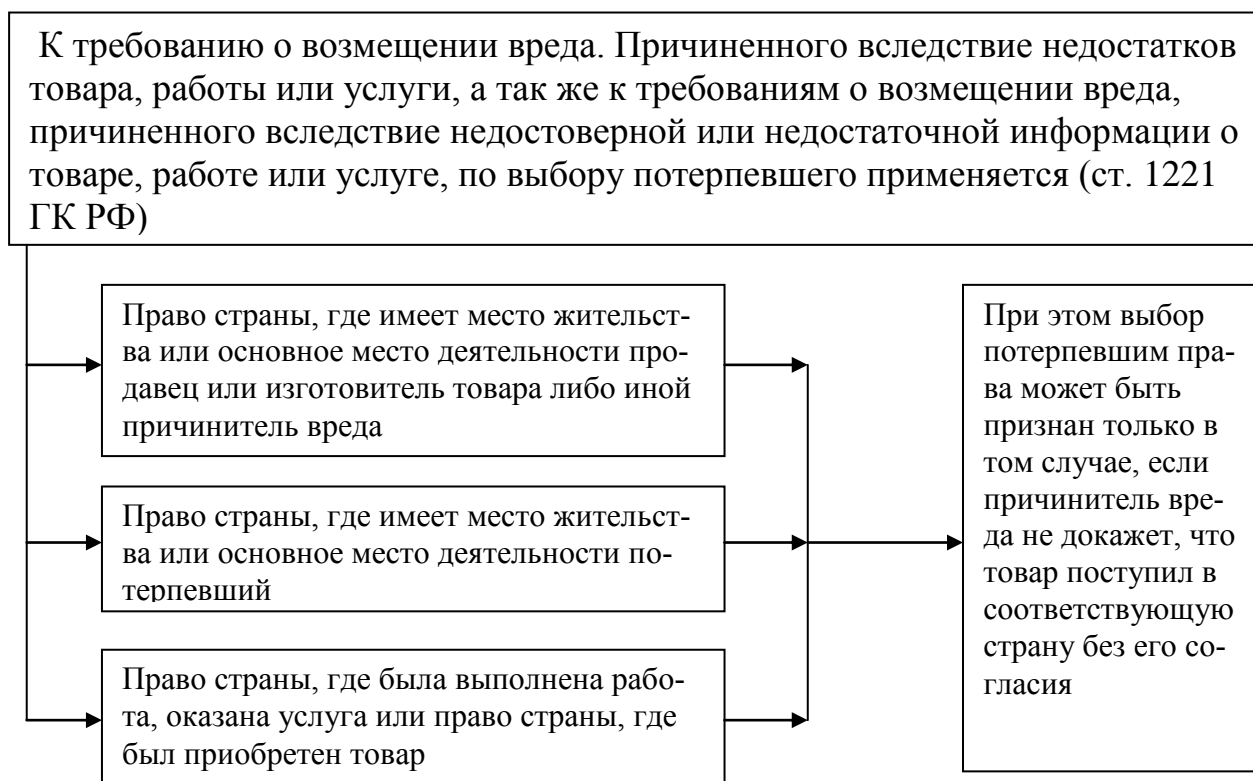 К требованию о возмещении вреда. Причиненного вследствие недостатков
товара, работы или услуги, а так же к требованиям о возмещении вреда,
причиненного вследствие недостоверной или недостаточной информации о
товаре, работе или услуге, по выбору потерпевшего применяется (ст. 1221
ГК РФ)
Право страны, где имеет место жительст-
ва или основное место деятельности про-
давец или изготовитель товара либо иной
причинитель вреда
Право страны, где имеет место жительст-
ва или основное место деятельности по-
терпевший
Право страны, где была выполнена рабо-
та, оказана услуга или право страны, где
был приобретен товар
При этом выбор
потерпевшим пра-
ва может быть
признан только в
том случае, если
причинитель вре-
да не докажет, что
товар поступил в
соответствующую
страну без его со-
гласия